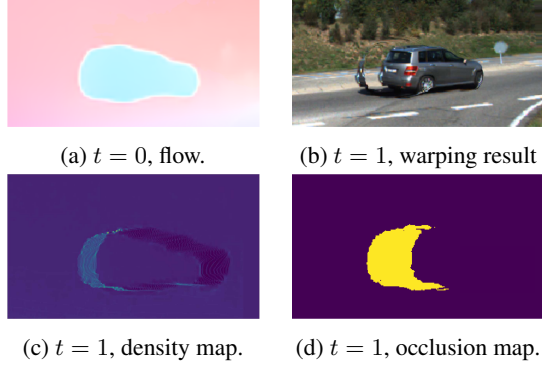 (a) t = 0, flow.
(b) t = 1, warping result
(c) t = 1, density map.
(d) t = 1, occlusion map.